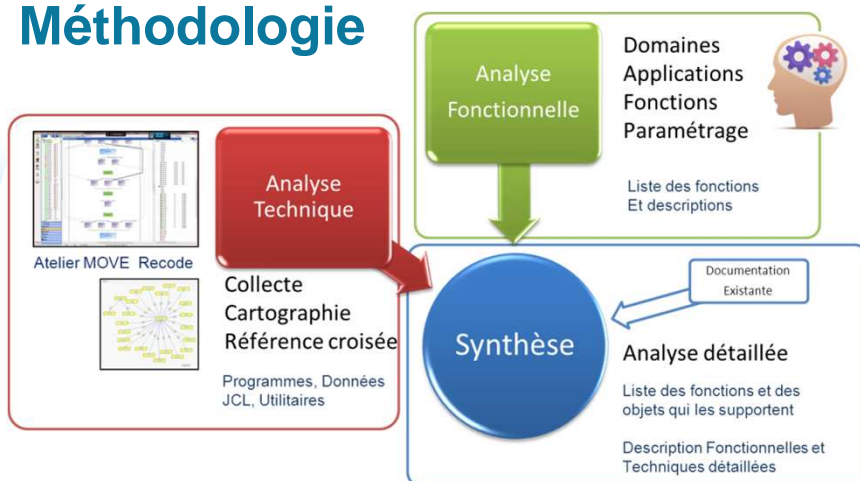 Méthodologie
Analyse
Fonctionnelle
Domaines
Applications
Fonctions
Paramétrage
Liste des fonctions
Et descriptions
Analyse
Technique
Atelier MOVE Recode
Collecte
Cartographie
Référence croisée
Programmes, Données
JCL, Utilitaires
Synthèse
Documentation
Existante
Analyse détaillée
Liste des fonctions et des
objets qui les supportent
Description Fonctionnelles et
Techniques détaillées